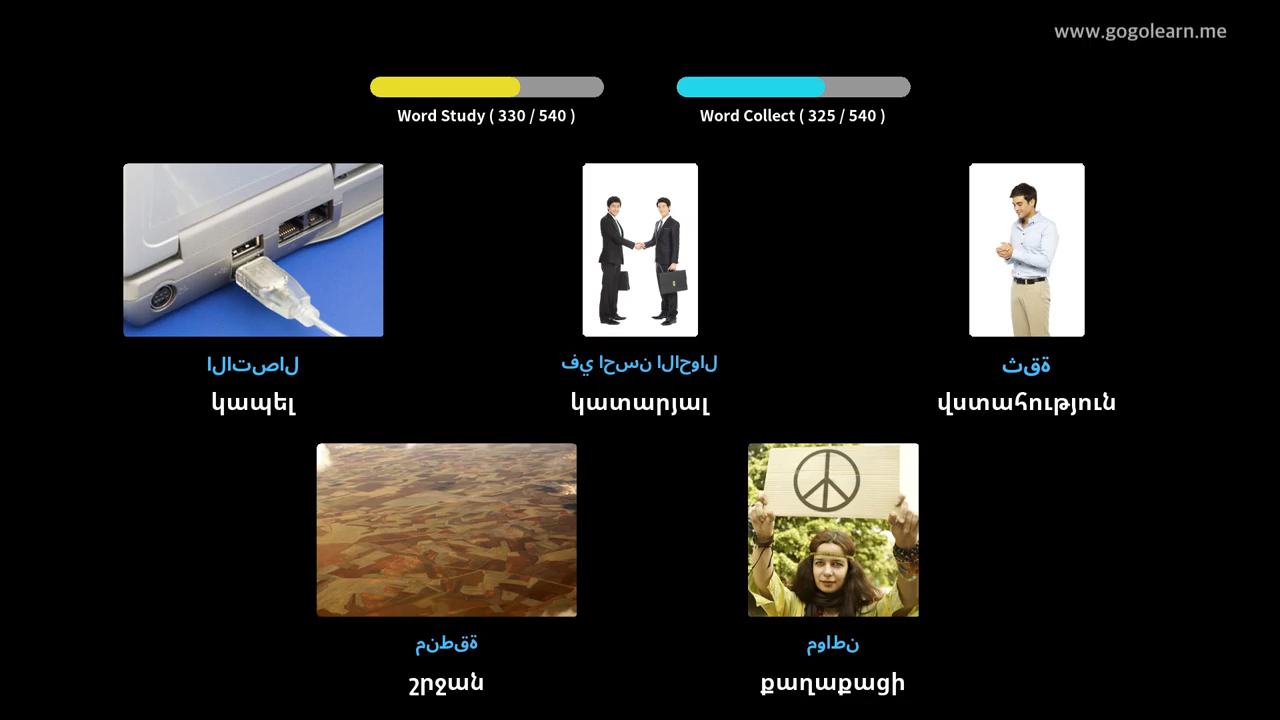 www.gogolearn.me
Word Study ( 330 / 540 )
Word Collect ( 325 / 540 )
الاتصال
կապել
في احسن الاحوال
կատարյալ
ثقة
վստահություն
منطقة
շրջան
مواطن
քաղաքացի